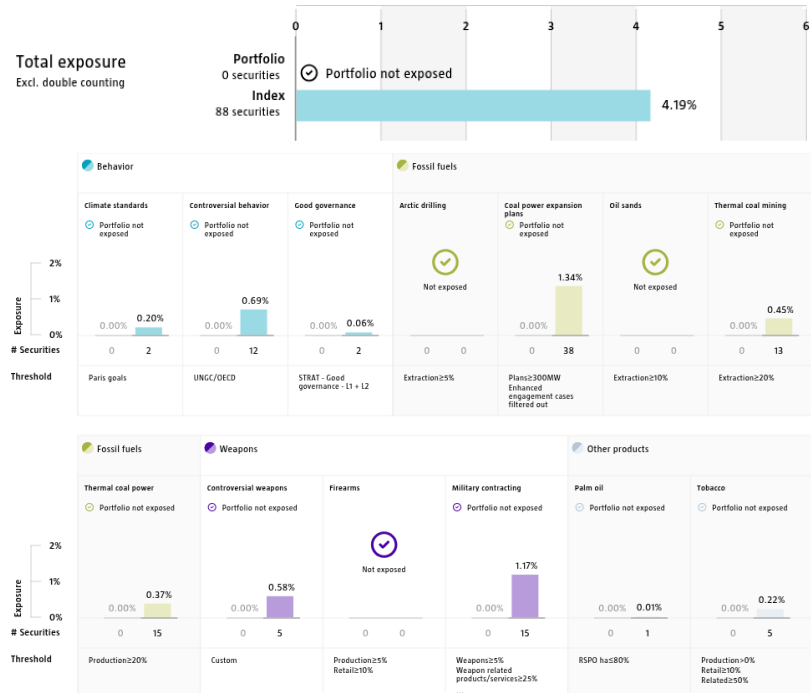 0 1 2 3 4 5 6
Total exposure
Excl. double counting
Portfolio
0 securities
Portfolio not exposed
Index
88 securities
4.19%
Behavior
Fossil fuels
Climate standards
Portfolio not
exposed
Controversial behavior
Portfolio not
exposed
Good governance
Portfolio not
exposed
Arctic drilling
Not exposed
Coal power expansion
plans
Portfolio not
exposed
Oil sands
Not exposed
Thermal coal mining
Portfolio not
exposed
Exposure
2%
1%
0%
0.00% 0.20% 0.00% 0.69% 0.00% 0.06% 0.00% 1.34% 0.00% 0.45%
# Securities 0 2 0 12 0 2 0 0 0 38 0 0 0 13
Threshold
Paris goals
UNGC/OECD
STRAT - Good
governance - L1 + L2
Extraction≥5%
Plans≥300MW
Enhanced
engagement cases
filtered out
Extraction≥10%
Extraction≥20%
Fossil fuels
Weapons
Other products
Thermal coal power
Portfolio not exposed
Controversial weapons
Portfolio not exposed
Firearms
Not exposed
Military contracting
Portfolio not exposed
Palm oil
Portfolio not exposed
Tobacco
Portfolio not exposed
Exposure
2%
1%
0%
0.00% 0.37% 0.00% 0.58% 0.00% 1.17% 0.00% 0.01% 0.00% 0.22%
# Securities 0 15 0 5 0 0 0 15 0 1 0 5
Threshold
Production≥20%
Custom
Production≥5%
Retail≥10%
Weapons≥5%
Weapon related
products/services≥25%
RSPO ha≤80%
Production>0%
Retail≥10%
Related≥50%